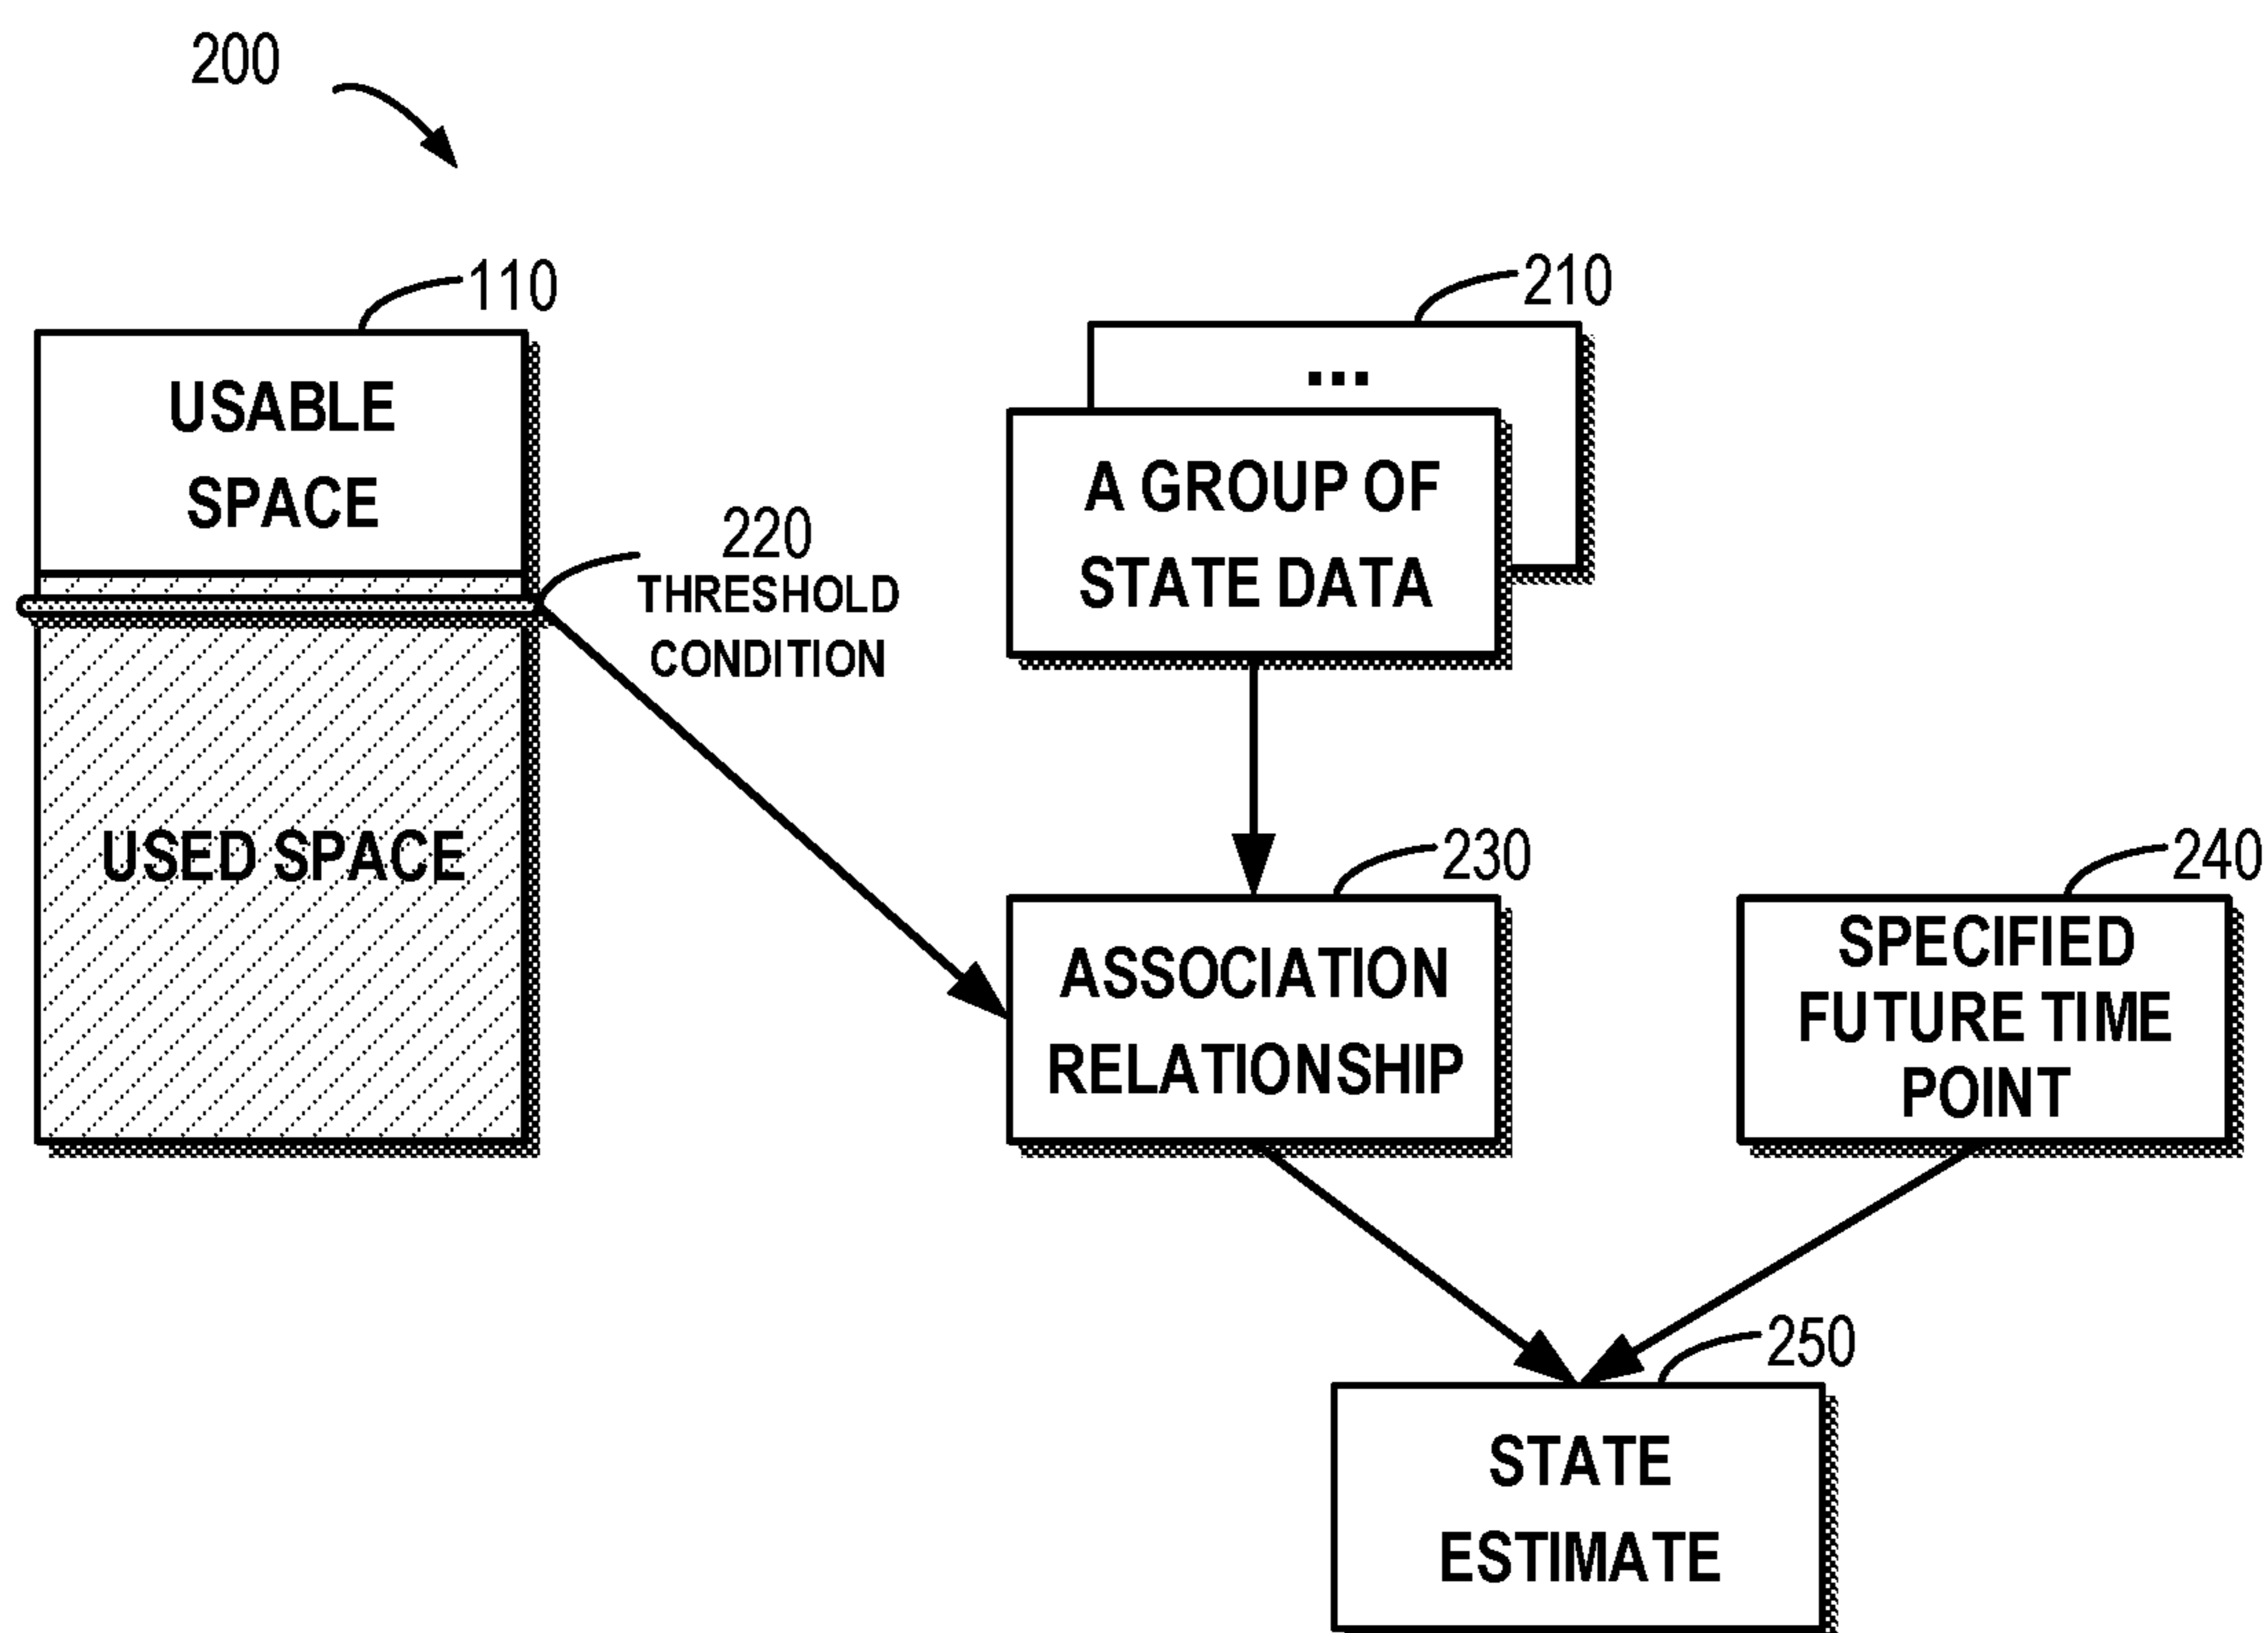 200
110
USABLE
SPACE
220
THRESHOLD
CONDITION
USED SPACE
210
...
A GROUP OF
STATE DATA
230
ASSOCIATION
RELATIONSHIP
240
SPECIFIED
FUTURE TIME
POINT
250
STATE
ESTIMATE